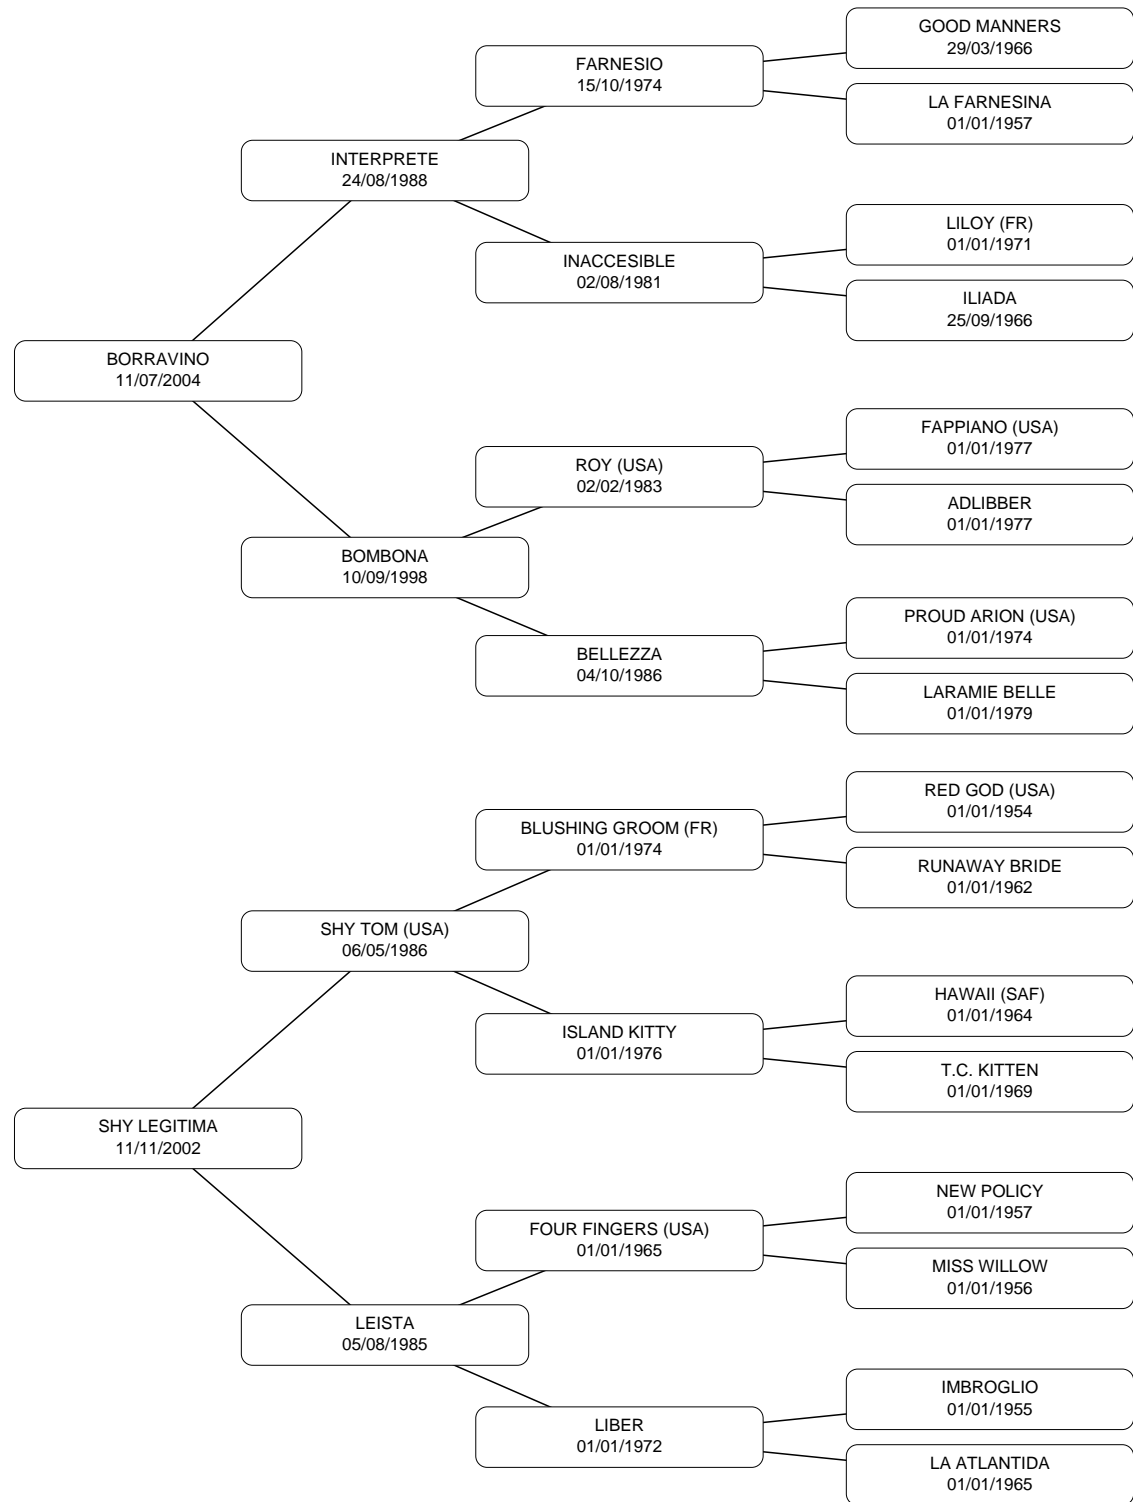 GOOD MANNERS
29/03/1966
FARNESIO
15/10/1974
LA FARNESINA
01/01/1957
INTERPRETE
24/08/1988
LILOY (FR)
01/01/1971
INACCESIBLE
02/08/1981
ILIADA
25/09/1966
BORRAVINO
11/07/2004
FAPPIANO (USA)
01/01/1977
ROY (USA)
02/02/1983
ADLIBBER
01/01/1977
BOMBONA
10/09/1998
PROUD ARION (USA)
01/01/1974
BELLEZZA
04/10/1986
LARAMIE BELLE
01/01/1979
RED GOD (USA)
01/01/1954
BLUSHING GROOM (FR)
01/01/1974
RUNAWAY BRIDE
01/01/1962
SHY TOM (USA)
06/05/1986
HAWAII (SAF)
01/01/1964
ISLAND KITTY
01/01/1976
T.C. KITTEN
01/01/1969
SHY LEGITIMA
11/11/2002
NEW POLICY
01/01/1957
FOUR FINGERS (USA)
01/01/1965
MISS WILLOW
01/01/1956
LEISTA
05/08/1985
IMBROGLIO
01/01/1955
LIBER
01/01/1972
LA ATLANTIDA
01/01/1965